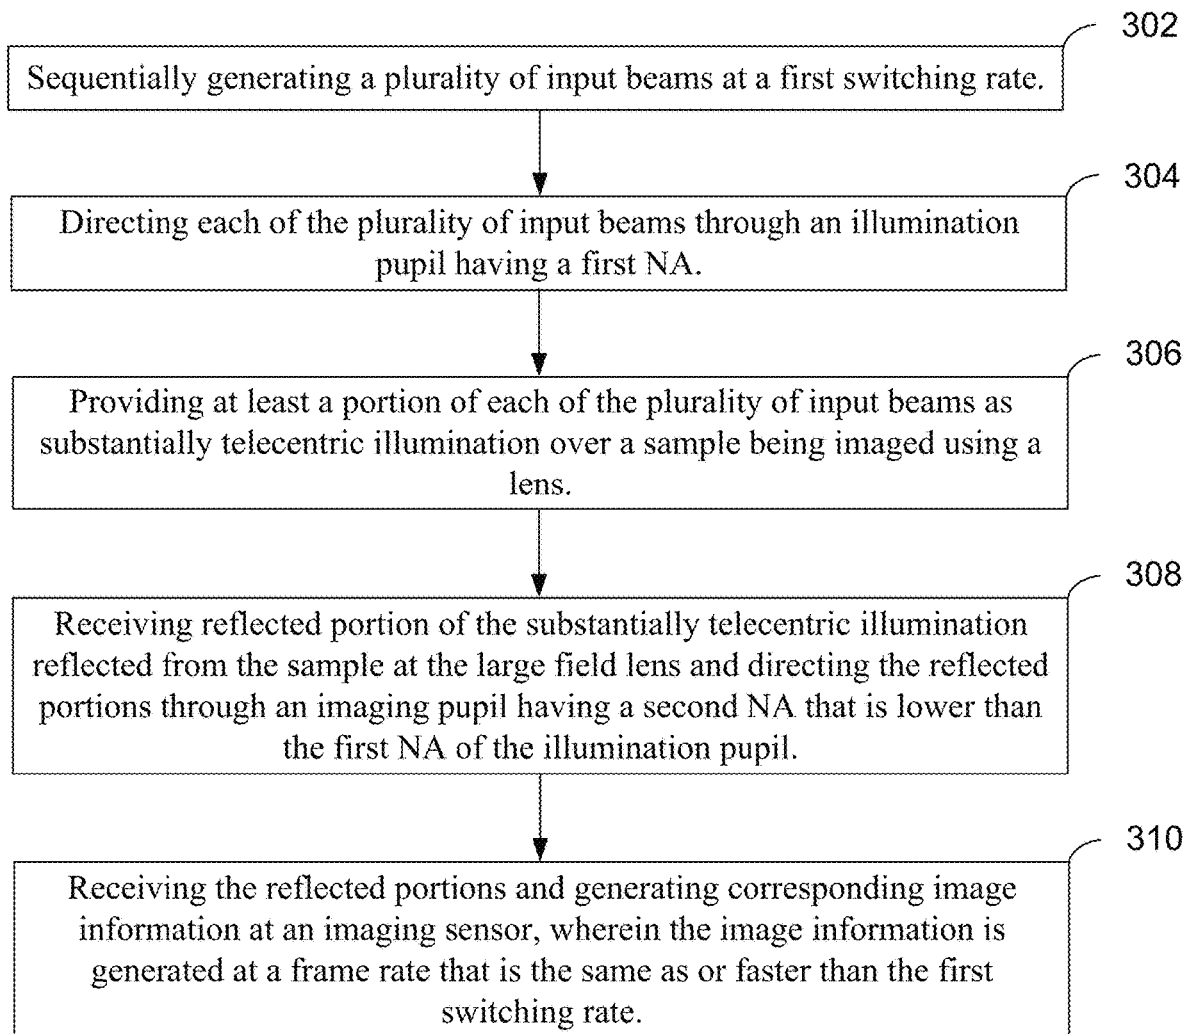 302
Sequentially generating a plurality of input beams at a first switching rate.
304
Directing each of the plurality of input beams through an illumination
pupil having a first NA.
306
Providing at least a portion of each of the plurality of input beams as
substantially telecentric illumination over a sample being imaged using a
lens.
308
Receiving reflected portion of the substantially telecentric illumination
reflected from the sample at the large field lens and directing the reflected
portions through an imaging pupil having a second NA that is lower than
the first NA of the illumination pupil.
310
Receiving the reflected portions and generating corresponding image
information at an imaging sensor, wherein the image information is
generated at a frame rate that is the same as or faster than the first
switching rate.